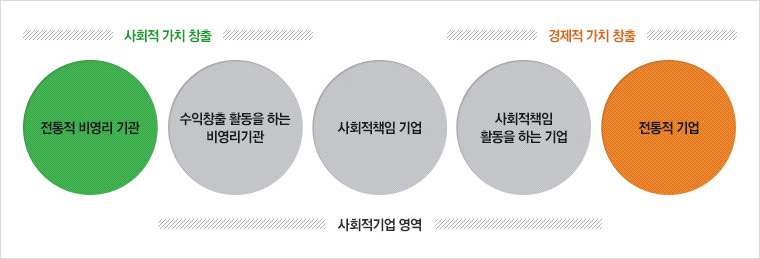 사회적 가치 창출
경제적 가치 창출
전통적 비영리 기관
수익창출 활동을 하는
비영리기관
사회적책임 기업
사회적책임
활동을 하는 기업
전통적 기업
사회적기업 영역